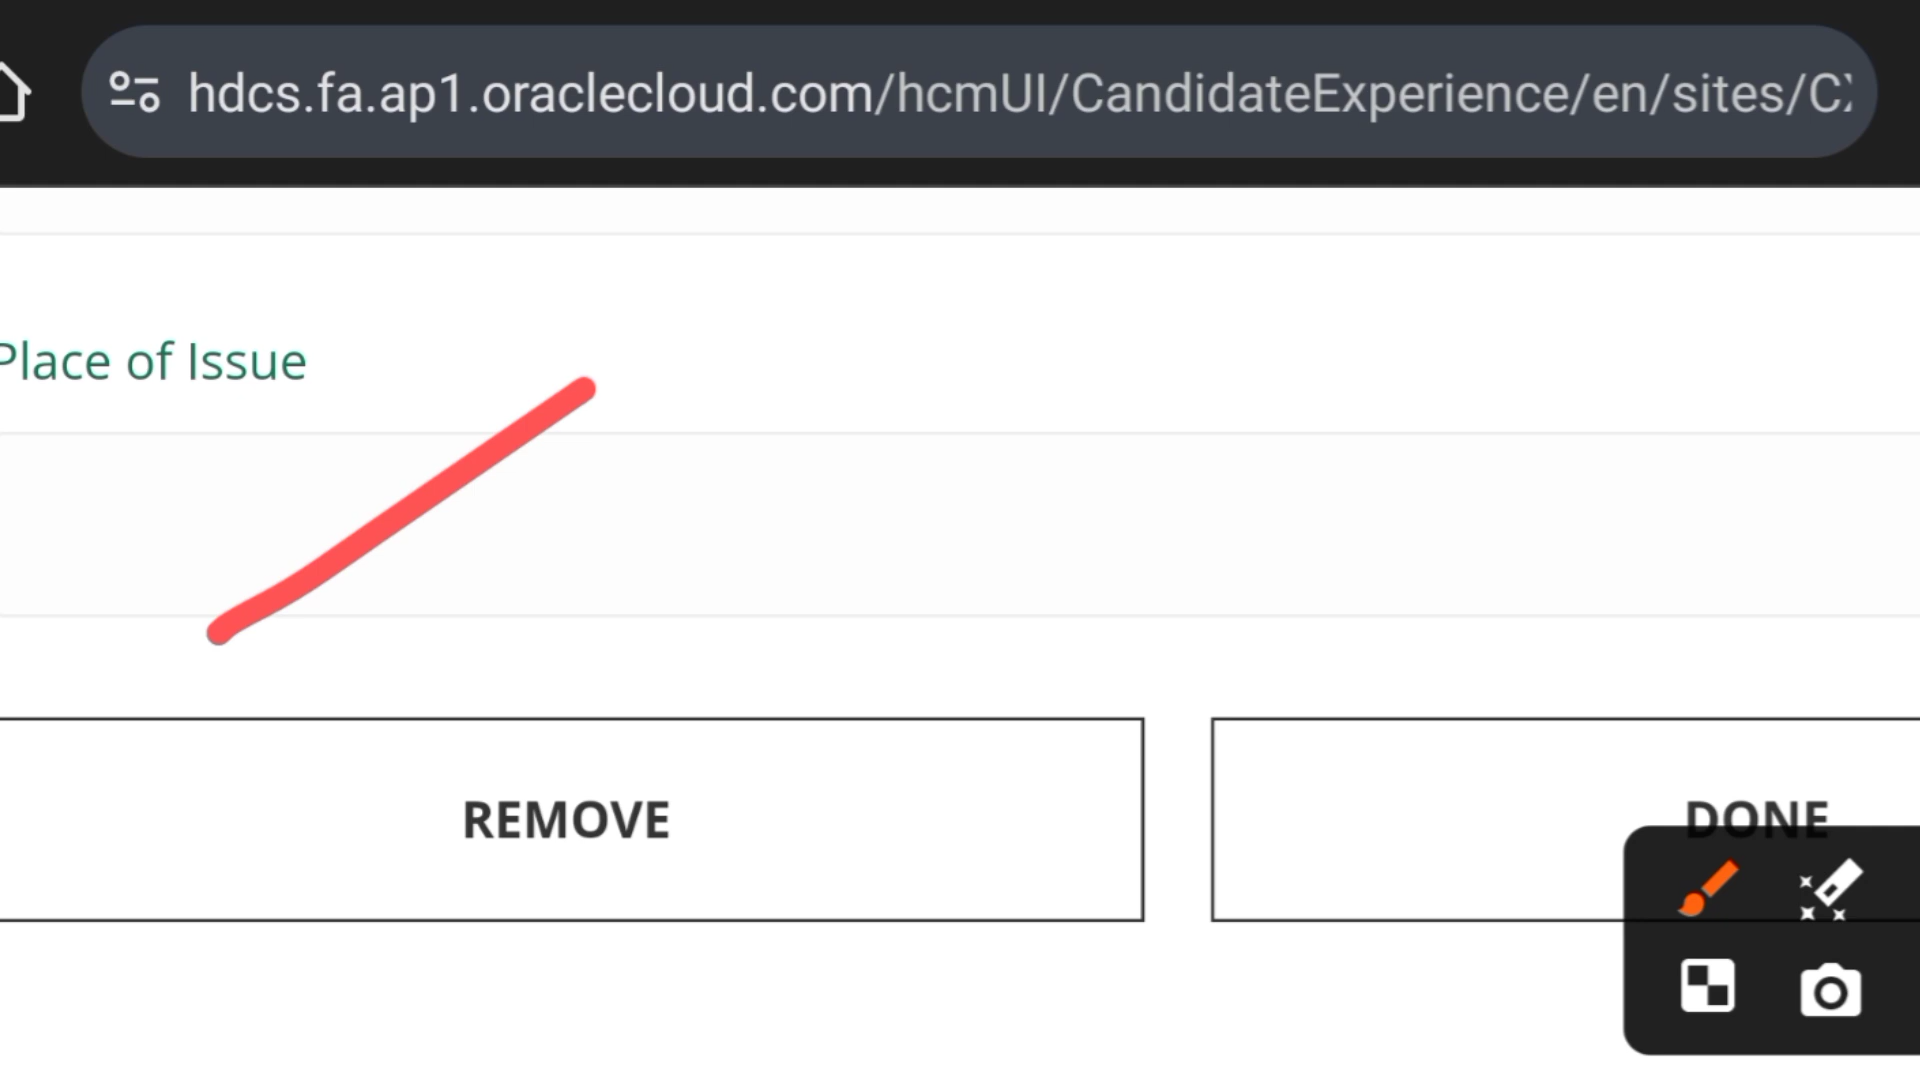 hdcs.fa.ap1.oraclecloud.com/hcmUI/CandidateExperience/en/sites/C
Place of Issue
REMOVE
DONE